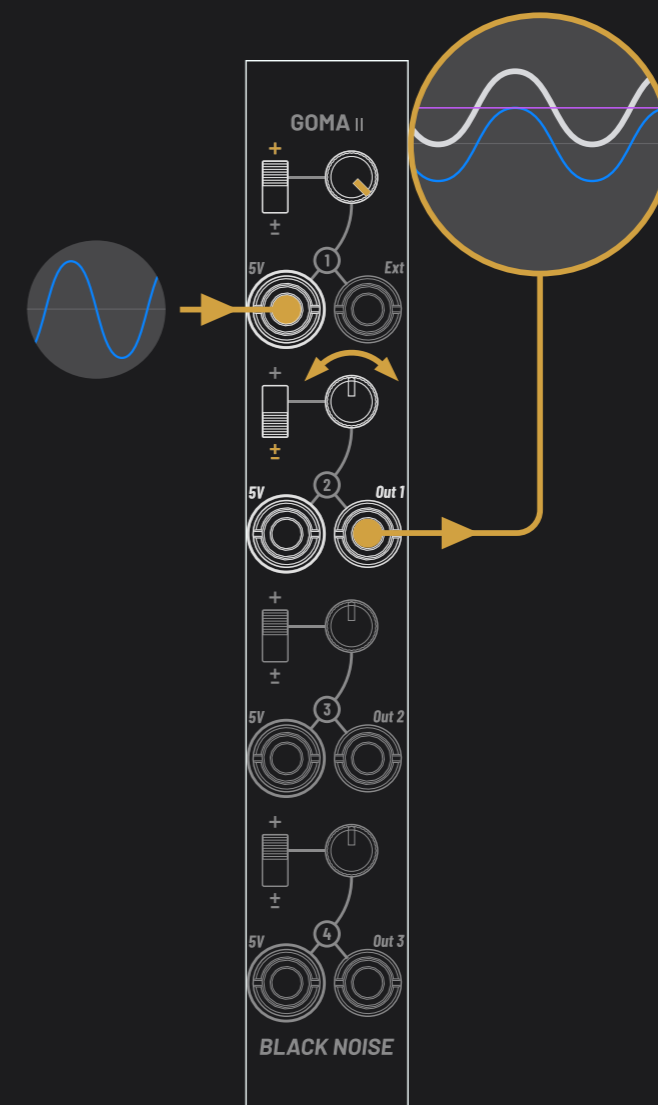 GOMA II
+
±
1
5V Ext
+
±
2
5V Out 1
+
±
3
5V Out 2
+
±
4
5V Out 3
BLACK NOISE